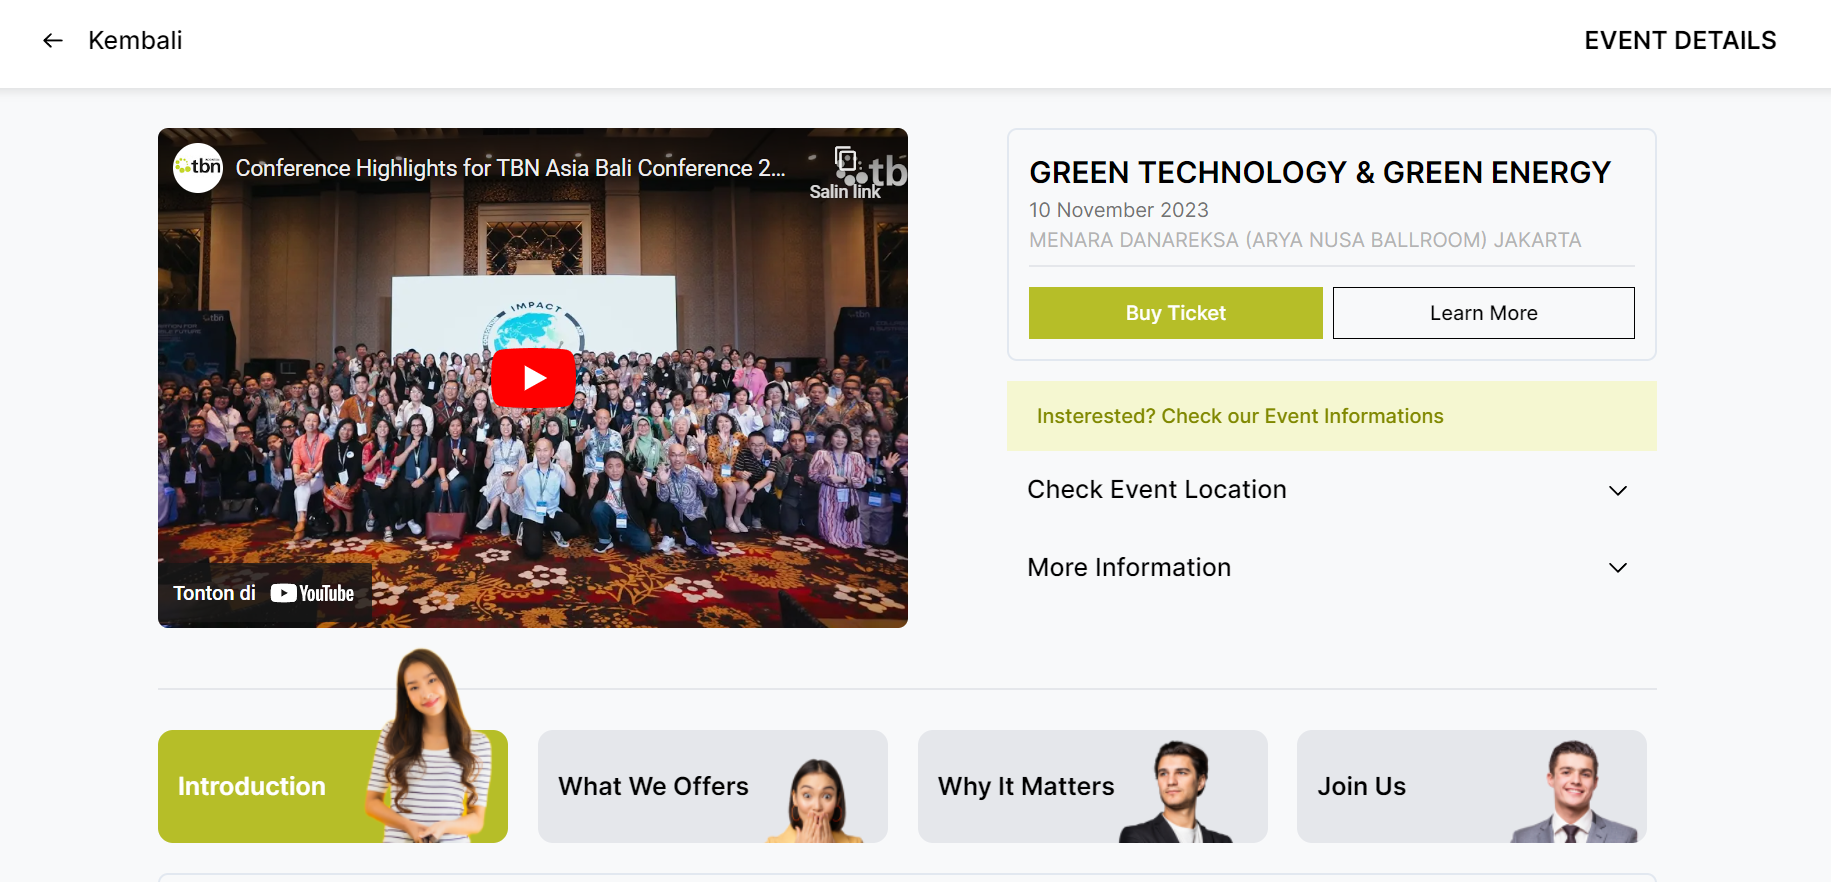 Kembali
EVENT DETAILS
tbn
Conference Highlights for TBN Asia Bali Conference 2...
Salin link
IMPACT
tbn
Tonton di YouTube
GREEN TECHNOLOGY & GREEN ENERGY
10 November 2023
MENARA DANAREKSA (ARYA NUSA BALLROOM) JAKARTA
Buy Ticket
Learn More
Insterested? Check our Event Informations
Check Event Location
More Information
Introduction
What We Offers
Why It Matters
Join Us